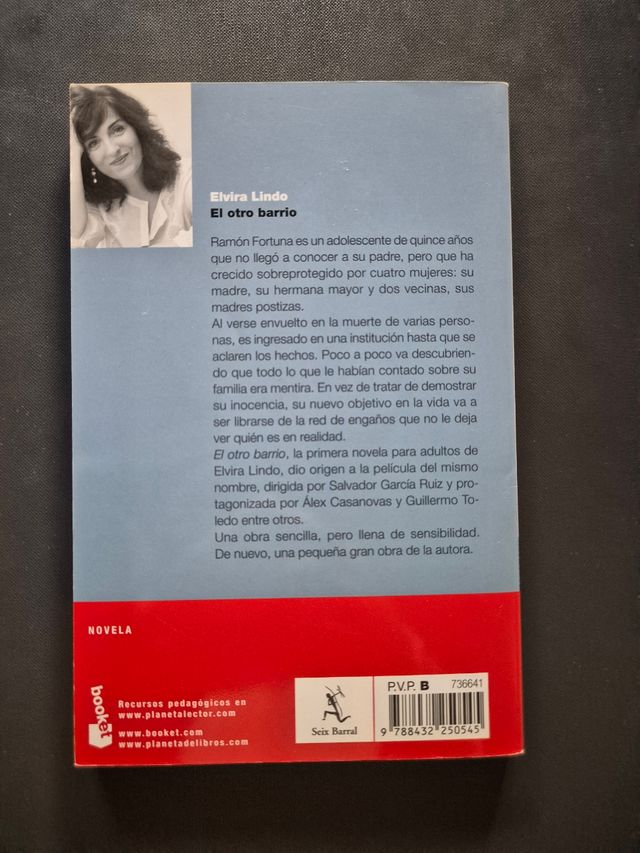 Elvira Lindo
El otro barrio
Ramón Fortuna es un adolescente de quince años
que no llegó a conocer a su padre, pero que ha
crecido sobreprotegido por cuatro mujeres: su
madre, su hermana mayor y dos vecinas, sus
madres postizas.
Al verse envuelto en la muerte de varias perso-
nas, es ingresado en una institución hasta que se
aclaren los hechos. Poco a poco va descubrien-
do que todo lo que le habían contado sobre su
familia era mentira. En vez de tratar de demostrar
su inocencia, su nuevo objetivo en la vida va a
ser librarse de la red de engaños que no le deja
ver quién es en realidad.
El otro barrio, la primera novela para adultos de
Elvira Lindo, dio origen a la película del mismo
nombre, dirigida por Salvador García Ruiz y pro-
tagonizada por Álex Casanovas y Guillermo To-
ledo entre otros.
Una obra sencilla, pero llena de sensibilidad.
De nuevo, una pequeña gran obra de la autora.
NOVELA
booket
Recursos pedagógicos en
www.planetalector.com
www.booket.com
www.planetadelibros.com
Seix Barral
P.V.P. B 736641
9 788432 250545